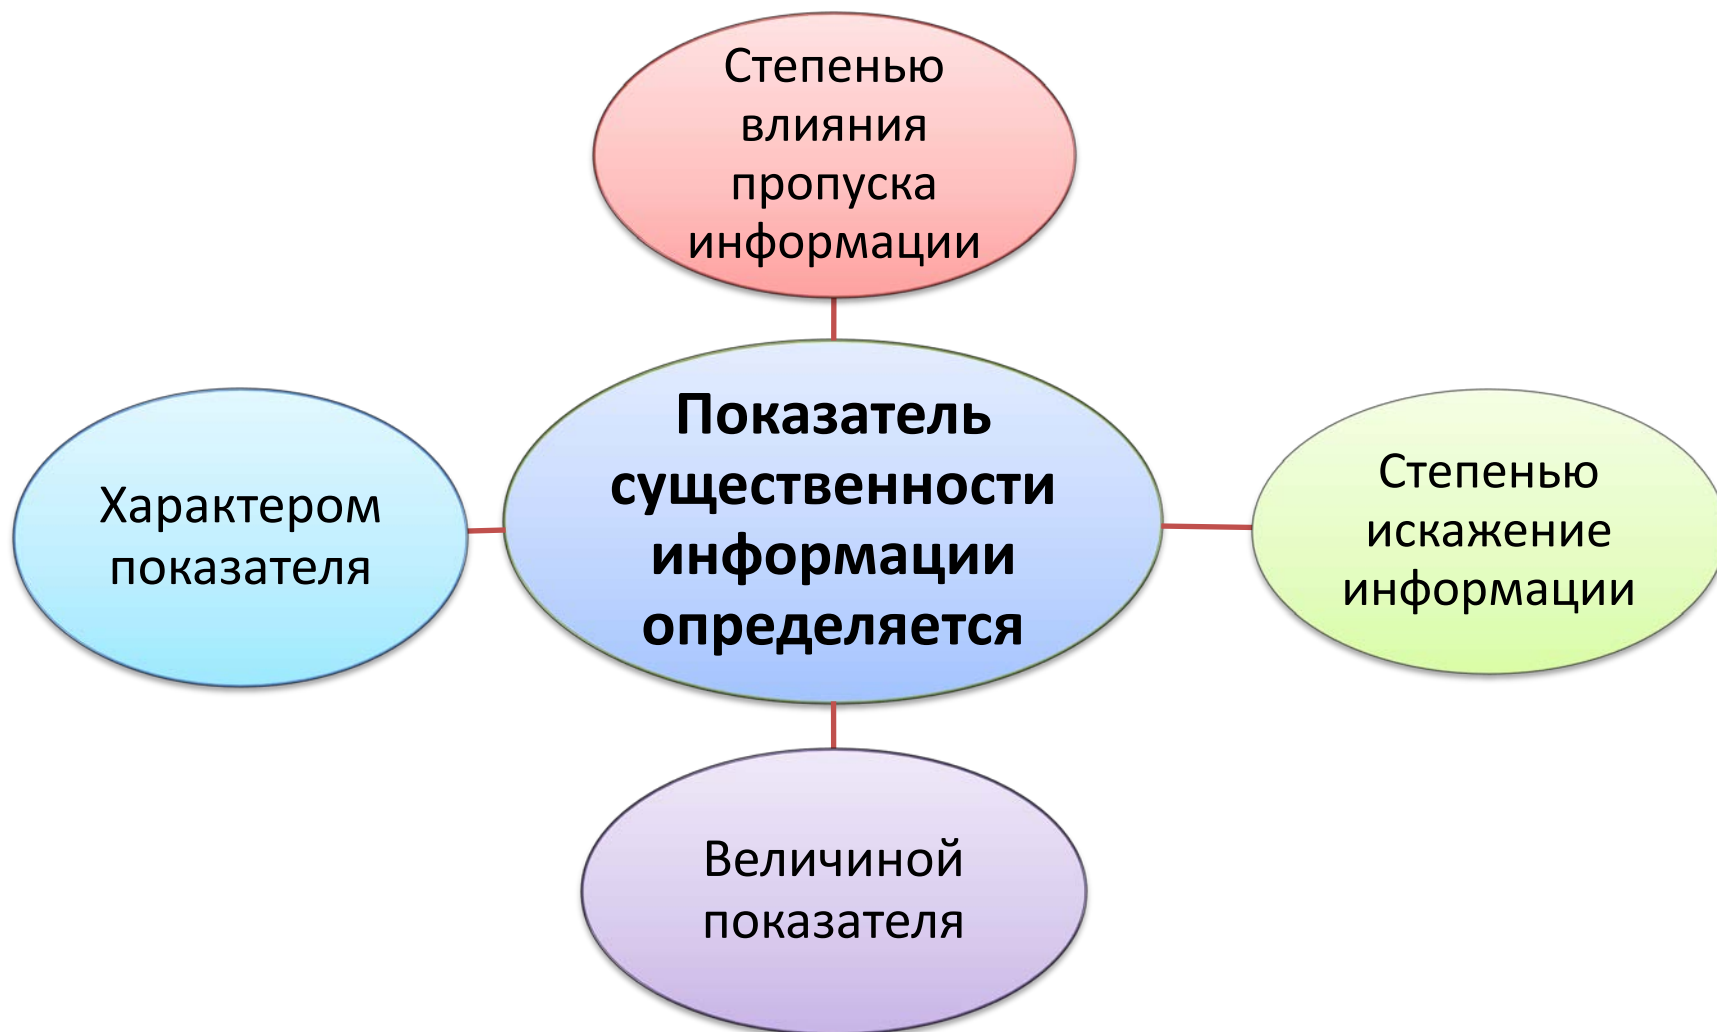 Степенью
влияния
пропуска
информации
Показатель
существенности
информации
определяется
Характером
показателя
Степенью
искажение
информации
Величиной
показателя